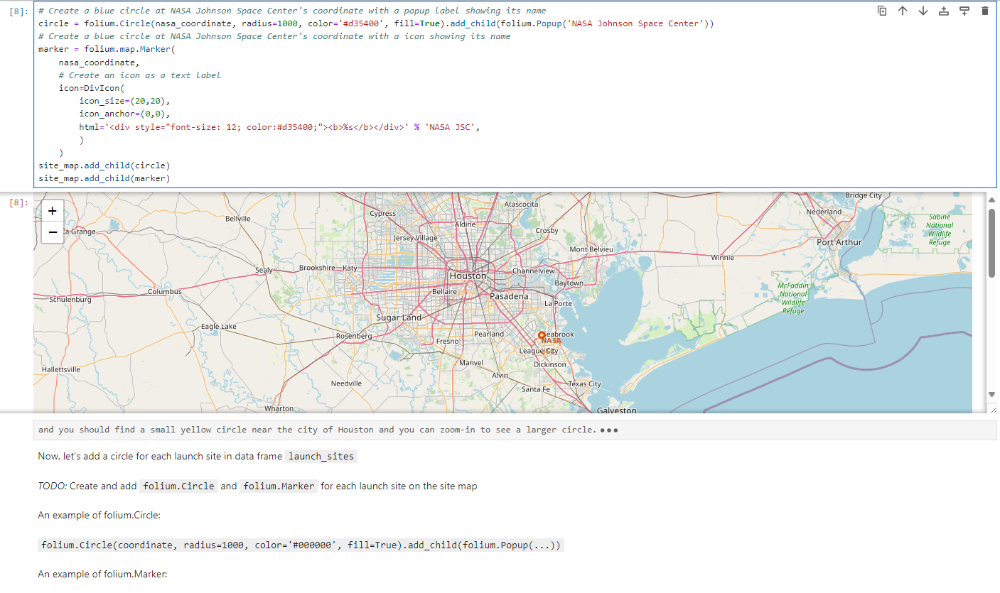 [8]:
# Create a blue circle at NASA Johnson Space Center's coordinate with a popup label showing its name
circle = folium.Circle(nasa_coordinate, radius=1000, color='#d35400', fill=True).add_child(folium.Popup('NASA Johnson Space Center'))
# Create a blue circle at NASA Johnson Space Center's coordinate with a icon showing its name
marker = folium.map.Marker(
    nasa_coordinate,
    # Create an icon as a text label
    icon=DivIcon(
        icon_size=(20,20),
        icon_anchor=(0,0),
        html='<div style="font-size: 12; color:#d35400;"><b>%s</b></div>' % 'NASA JSC',
        )
    )
site_map.add_child(circle)
site_map.add_child(marker)
[8]:
+
−
Bridge City
Atascocita
Cypress
Nederland
Bellville
Sabine
National
Wildlife
Refuge
Aldine
La Grange
Crosby
Jersey Village
Port Arthur
Mont Belvieu
Winnie
Sealy
Brookshire
Katy
Channelview
Houston
Baytown
McFaddin
National
Wildlife
Refuge
Columbus
Bellaire
Pasadena
Schulenburg
La Porte
Sugar Land
Eagle Lake
Rosenberg
Pearland
Seabrook
NASA
JSC
Fresno
League City
Manvel
Dickinson
Hallettsville
Alvin
Needville
Texas City
Santa Fe
Wharton
Galveston
and you should find a small yellow circle near the city of Houston and you can zoom-in to see a larger circle. •••
Now, let's add a circle for each launch site in data frame launch_sites
TODO: Create and add folium.Circle and folium.Marker for each launch site on the site map
An example of folium.Circle:
folium.Circle(coordinate, radius=1000, color='#000000', fill=True).add_child(folium.Popup(...))
An example of folium.Marker: